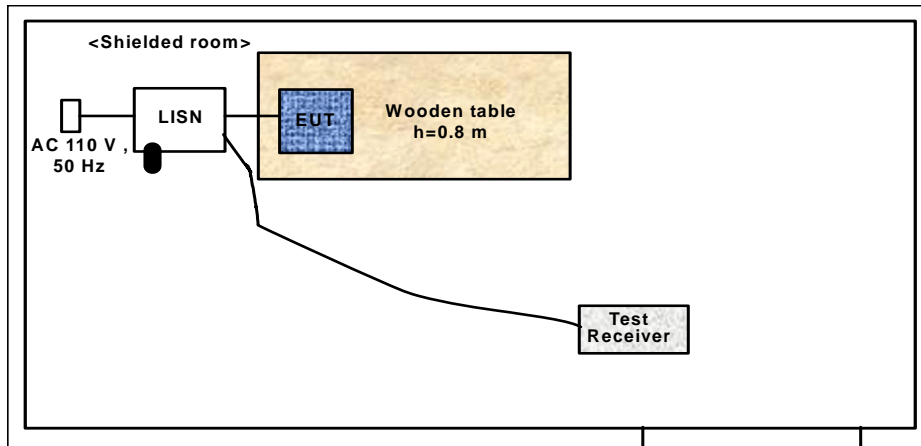 <Shielded room>
LISN
EUT
Wooden table
h=0.8 m
AC 110 V ,
50 Hz
Test
Receiver